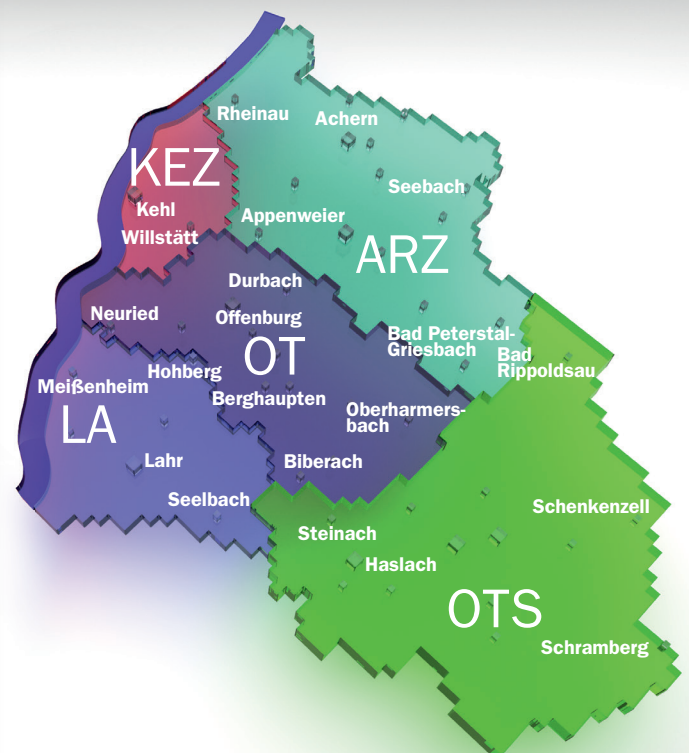 Rheinau
Achern
KEZ
Seebach
Kehl
Appenweier
Willstätt
ARZ
Durbach
Neuried
Offenburg
Bad Peterstal-
Griesbach
Bad
Rippoldsau
OT
Hohberg
Meißenheim
Berghaupten
Oberharmers-
bach
LA
Lahr
Biberach
Seelbach
Schenkenzell
Steinach
Haslach
OTS
Schramberg